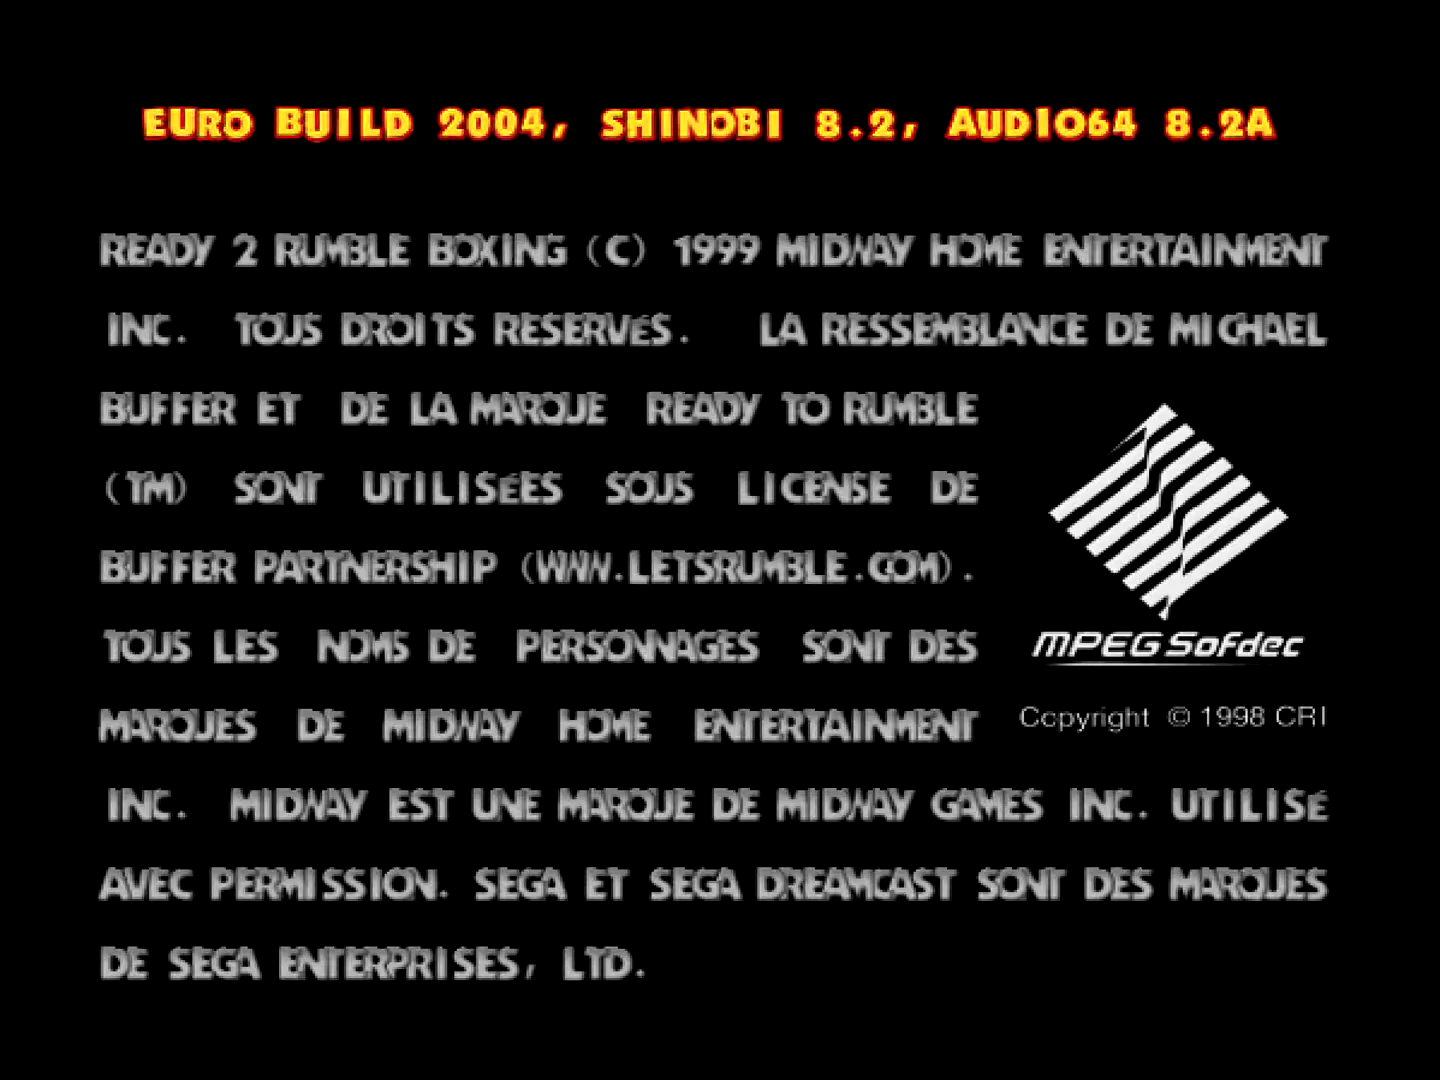 EURO BUILD 2004, SHINOBI 8.2, AUDIO64 8.2A
READY 2 RUMBLE BOXING (C) 1999 MIDWAY HOME ENTERTAINMENT
INC. TOUS DROITS RESERVÉS. LA RESSEMBLANCE DE MICHAEL
BUFFER ET DE LA MARQUE READY TO RUMBLE
(TM) SONT UTILISÉES SOUS LICENSE DE
BUFFER PARTNERSHIP (WWW.LETSRUMBLE.COM).
TOUS LES NOMS DE PERSONNAGES SONT DES
MARQUES DE MIDWAY HOME ENTERTAINMENT
INC. MIDWAY EST UNE MARQUE DE MIDWAY GAMES INC. UTILISÉ
AVEC PERMISSION. SEGA ET SEGA DREAMCAST SONT DES MARQUES
DE SEGA ENTERPRISES, LTD.
MPEG Sofdec
Copyright © 1998 CRI